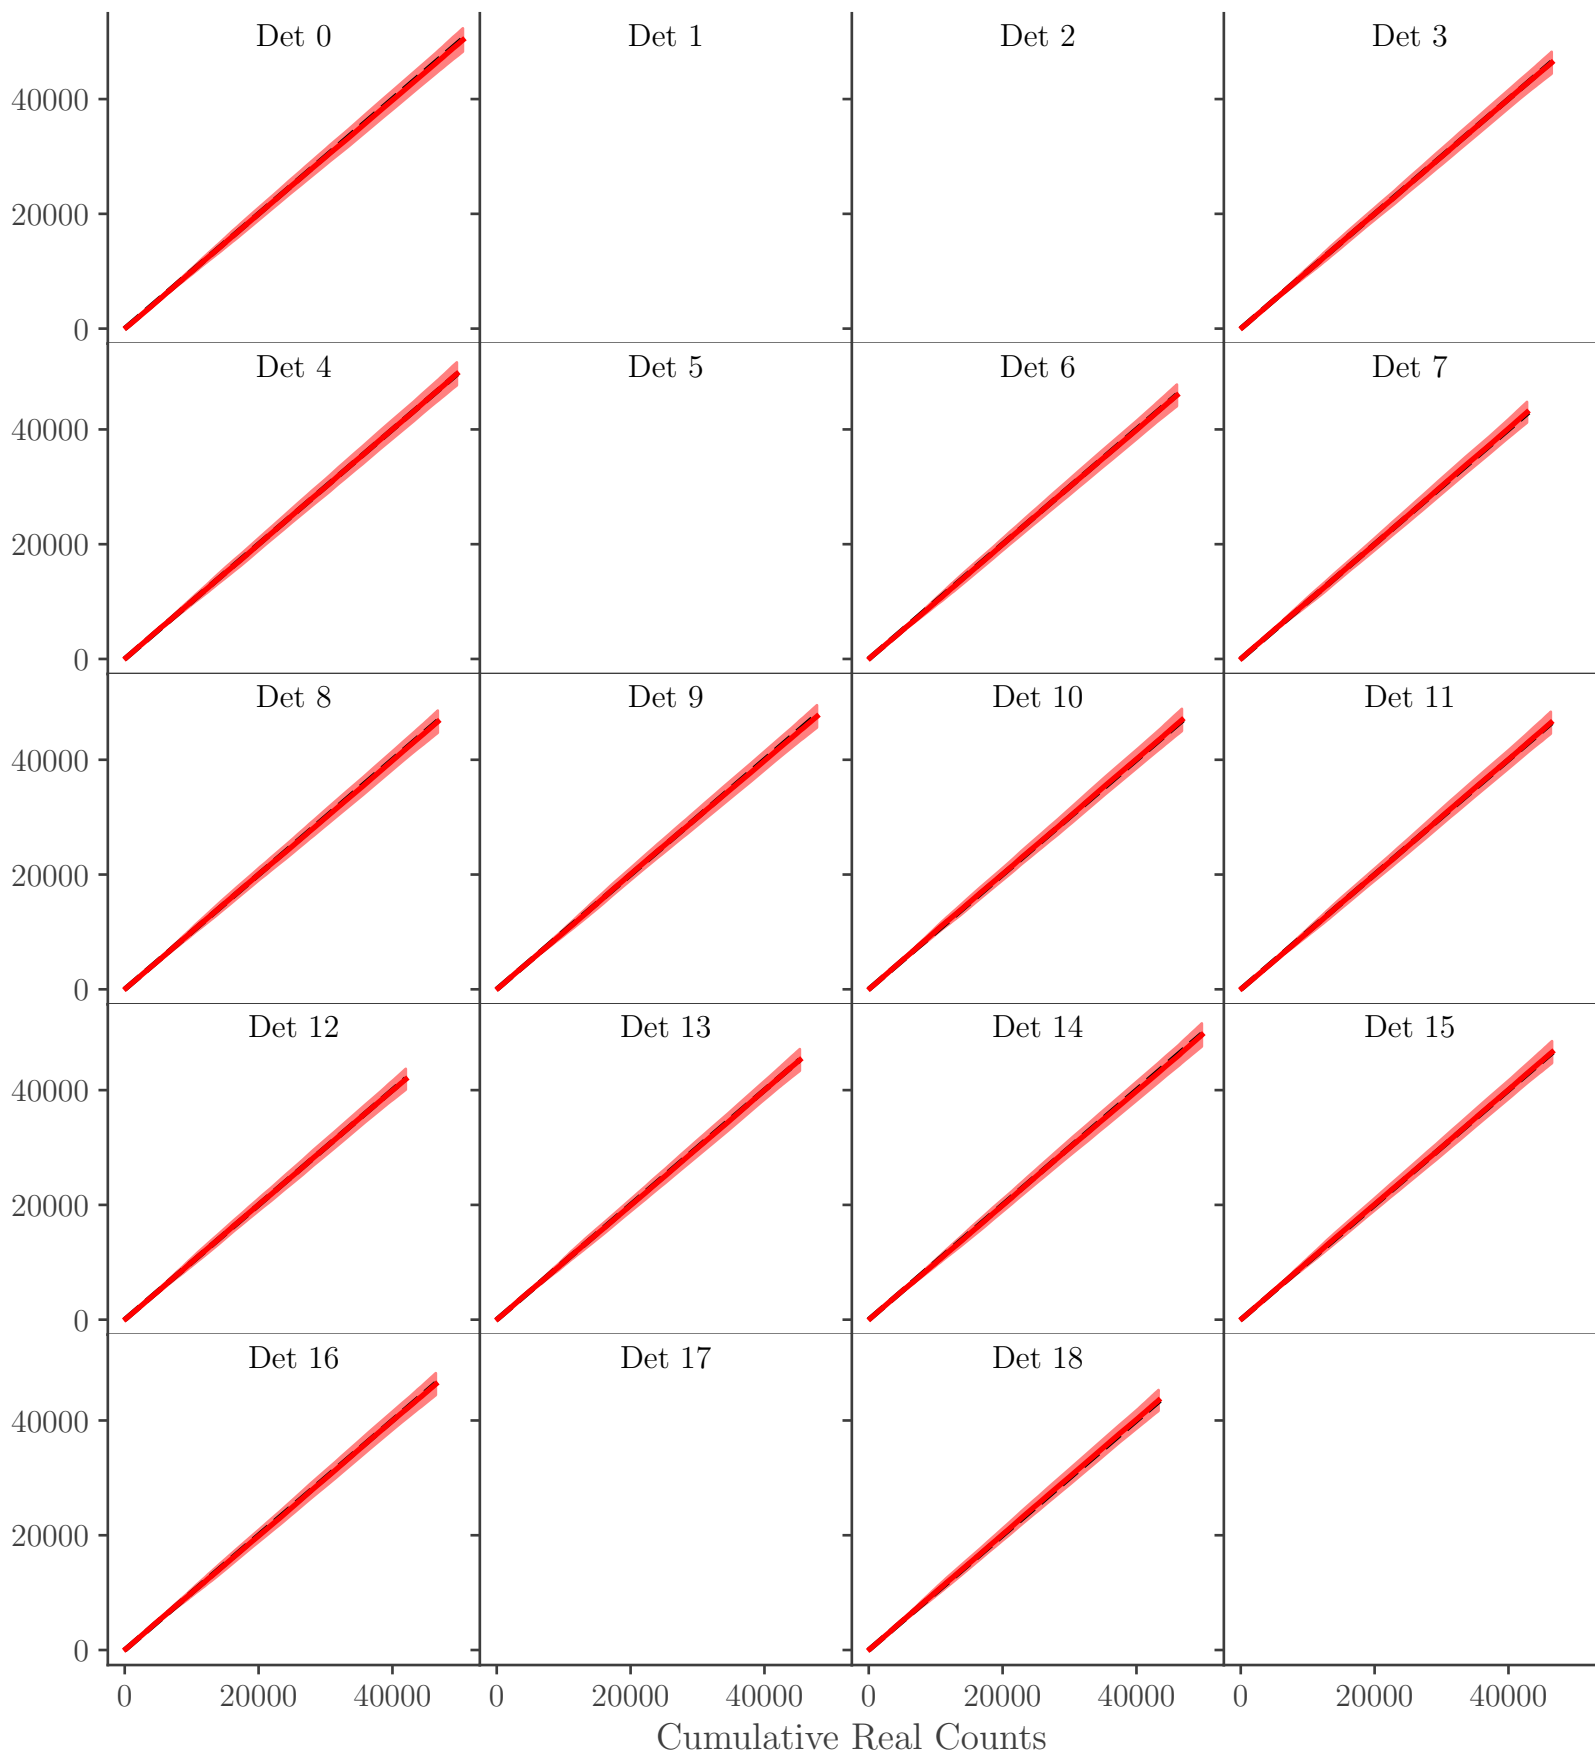 Det 0 Det 1 Det 2 Det 3
40000
20000
0
Det 4 Det 5 Det 6 Det 7
40000
20000
0
Det 8 Det 9 Det 10 Det 11
40000
20000
0
Det 12 Det 13 Det 14 Det 15
40000
20000
0
Det 16 Det 17 Det 18
40000
20000
0
0 20000 40000 0 20000 40000 0 20000 40000 0 20000 40000
Cumulative Real Counts